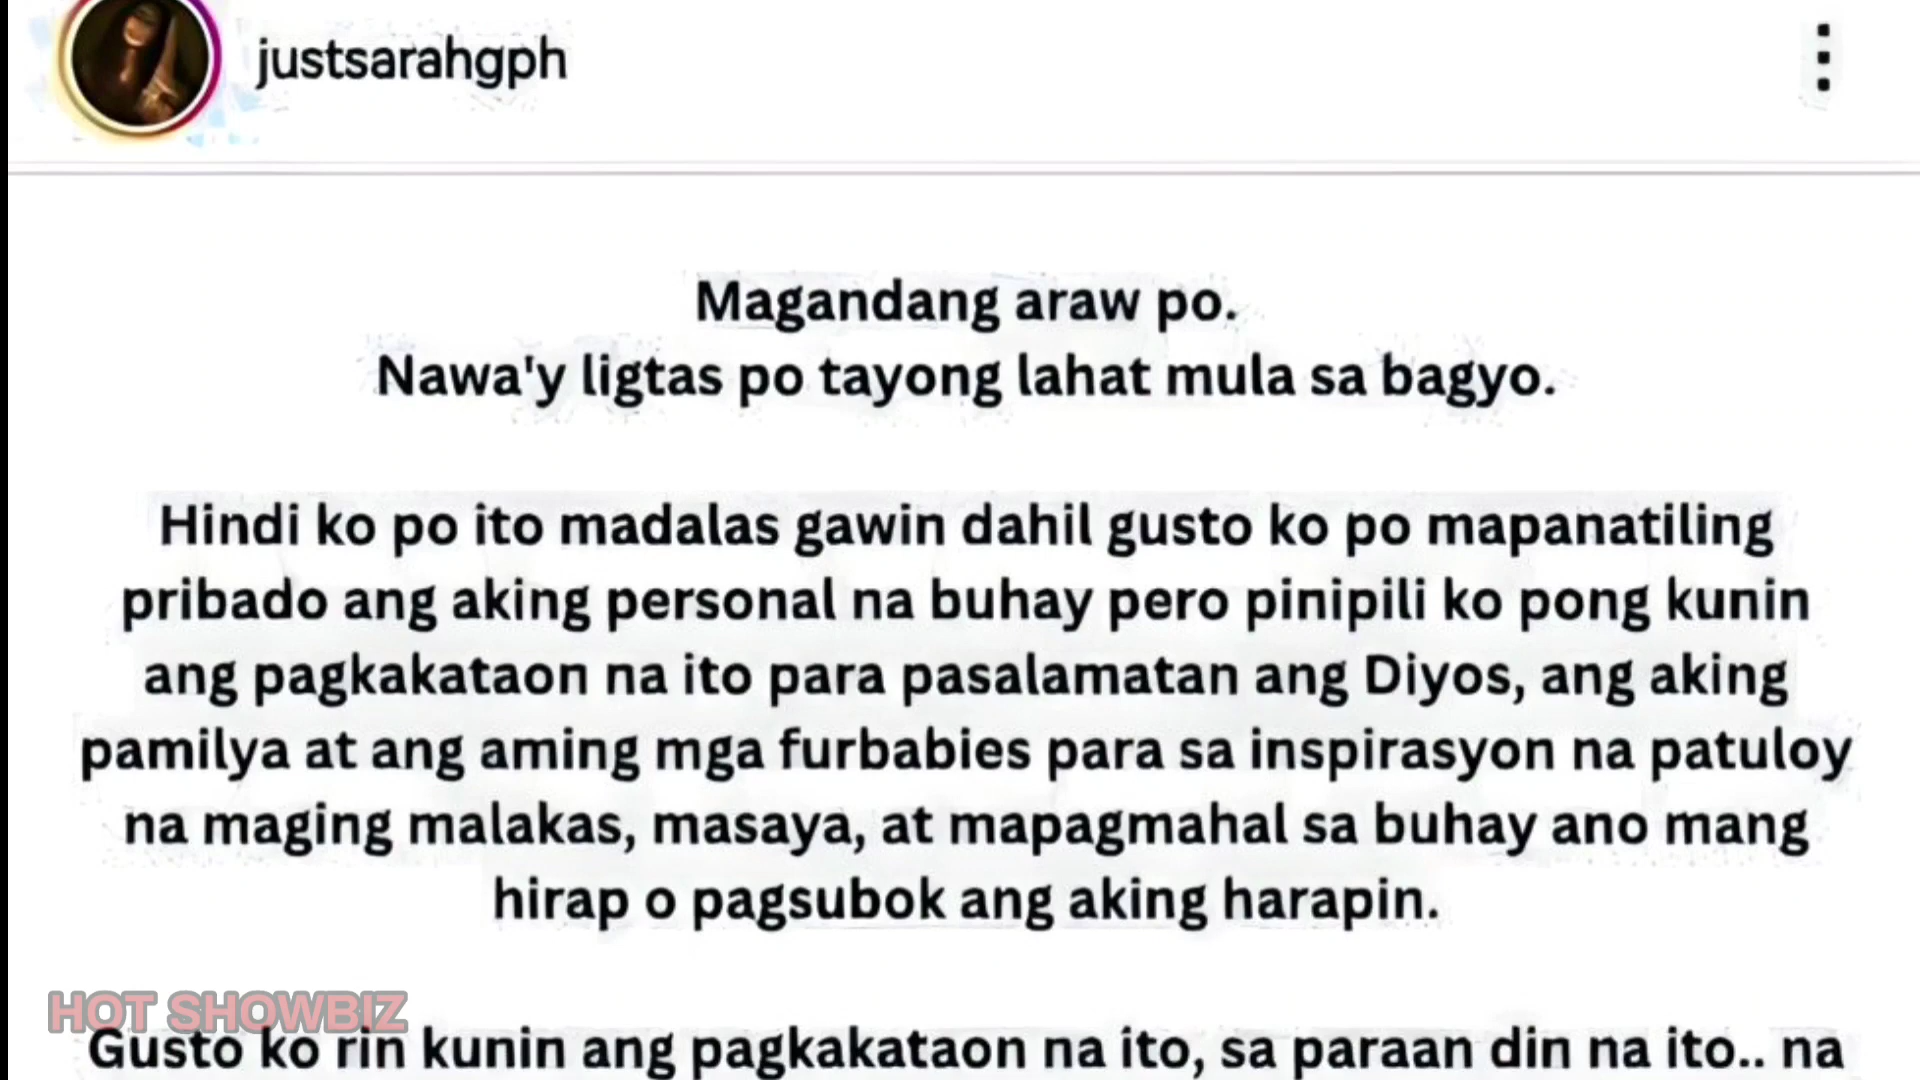 justsarahgph
Magandang araw po.
Nawa'y ligtas po tayong lahat mula sa bagyo.
Hindi ko po ito madalas gawin dahil gusto ko po mapanatiling
pribado ang aking personal na buhay pero pinipili ko pong kunin
ang pagkakataon na ito para pasalamatan ang Diyos, ang aking
pamilya at ang aming mga furbabies para sa inspirasyon na patuloy
na maging malakas, masaya, at mapagmahal sa buhay ano mang
hirap o pagsubok ang aking harapin.
HOT SHOWBIZ
Gusto ko rin kunin ang pagkakataon na ito, sa paraan din na ito.. na